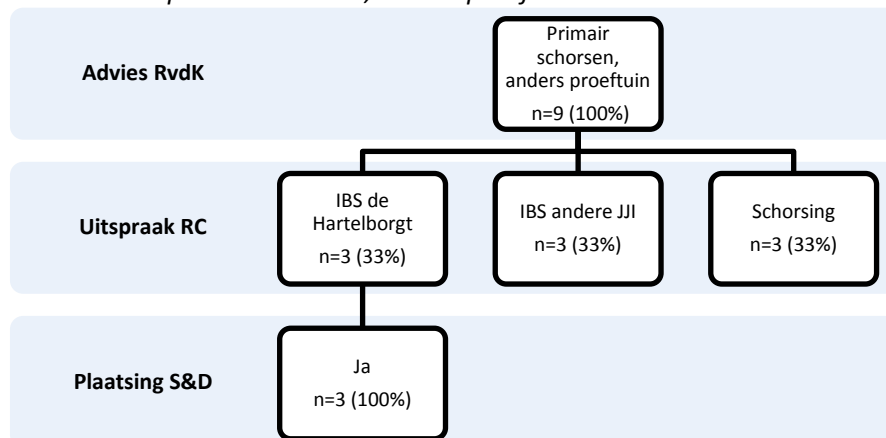 Advies RvdK
Primair
schorsen,
anders proeftuin
n=9 (100%)
Uitspraak RC
IBS de
Hartelborgt
n=3 (33%)
IBS andere JJI
n=3 (33%)
Schorsing
n=3 (33%)
Plaatsing S&D
Ja
n=3 (100%)